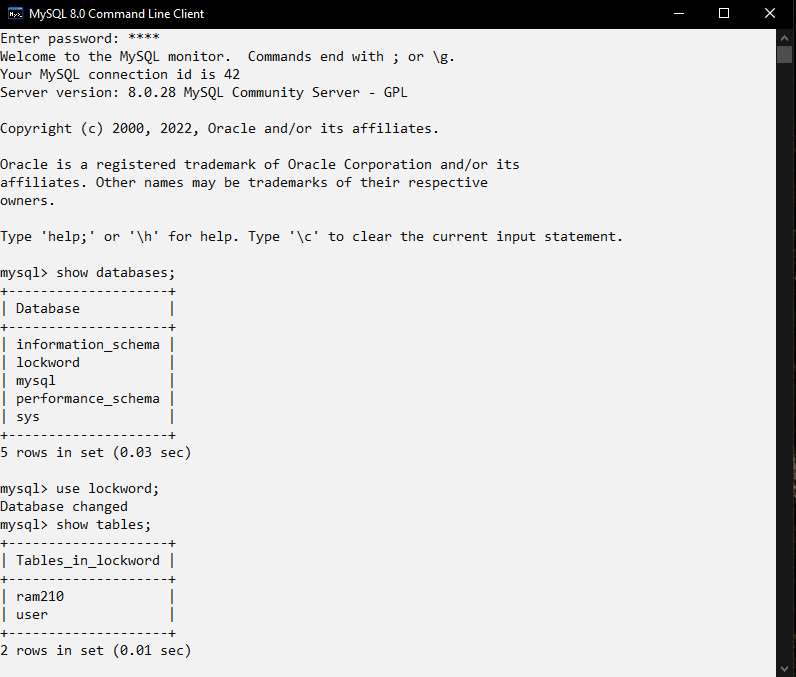 MySQL 8.0 Command Line Client
Enter password: ****
Welcome to the MySQL monitor.  Commands end with ; or \g.
Your MySQL connection id is 42
Server version: 8.0.28 MySQL Community Server - GPL
Copyright (c) 2000, 2022, Oracle and/or its affiliates.
Oracle is a registered trademark of Oracle Corporation and/or its
affiliates. Other names may be trademarks of their respective
owners.
Type 'help;' or '\h' for help. Type '\c' to clear the current input statement.
mysql> show databases;
+--------------------+
| Database           |
+--------------------+
| information_schema |
| lockword           |
| mysql              |
| performance_schema |
| sys                |
+--------------------+
5 rows in set (0.03 sec)
mysql> use lockword;
Database changed
mysql> show tables;
+--------------------+
| Tables_in_lockword |
+--------------------+
| ram210             |
| user               |
+--------------------+
2 rows in set (0.01 sec)